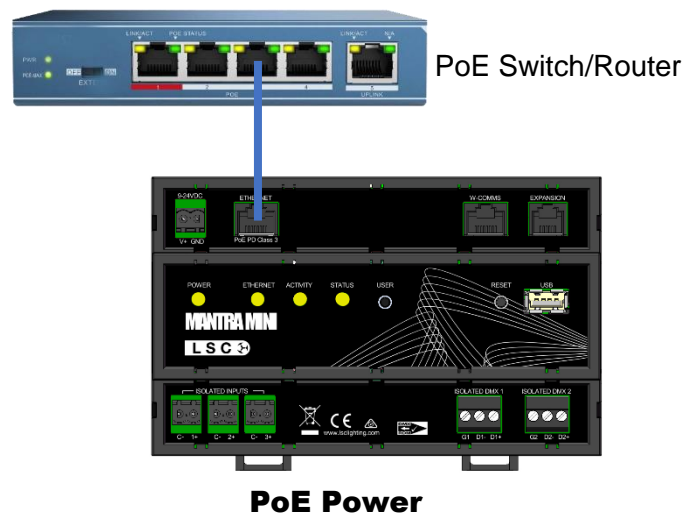 LINK/ACT POE STATUS LINK/ACT N/A
PoE Switch/Router
PWR
POE-MAX OFF ON
EXTEND
1 2 4 5
POE UPLINK
9-24VDC ETHERNET W-COMMS EXPANSION
V+ GND PoE PD Class 3
POWER ETHERNET ACTIVITY STATUS USER RESET USB
MANTRA MINI
LSC
ISOLATED INPUTS ISOLATED DMX 1 ISOLATED DMX 2
CE
www.lsclighting.com
C- 1+ C- 2+ C- 3+ G1 D1- D1+ G2 D2- D2+
PoE Power